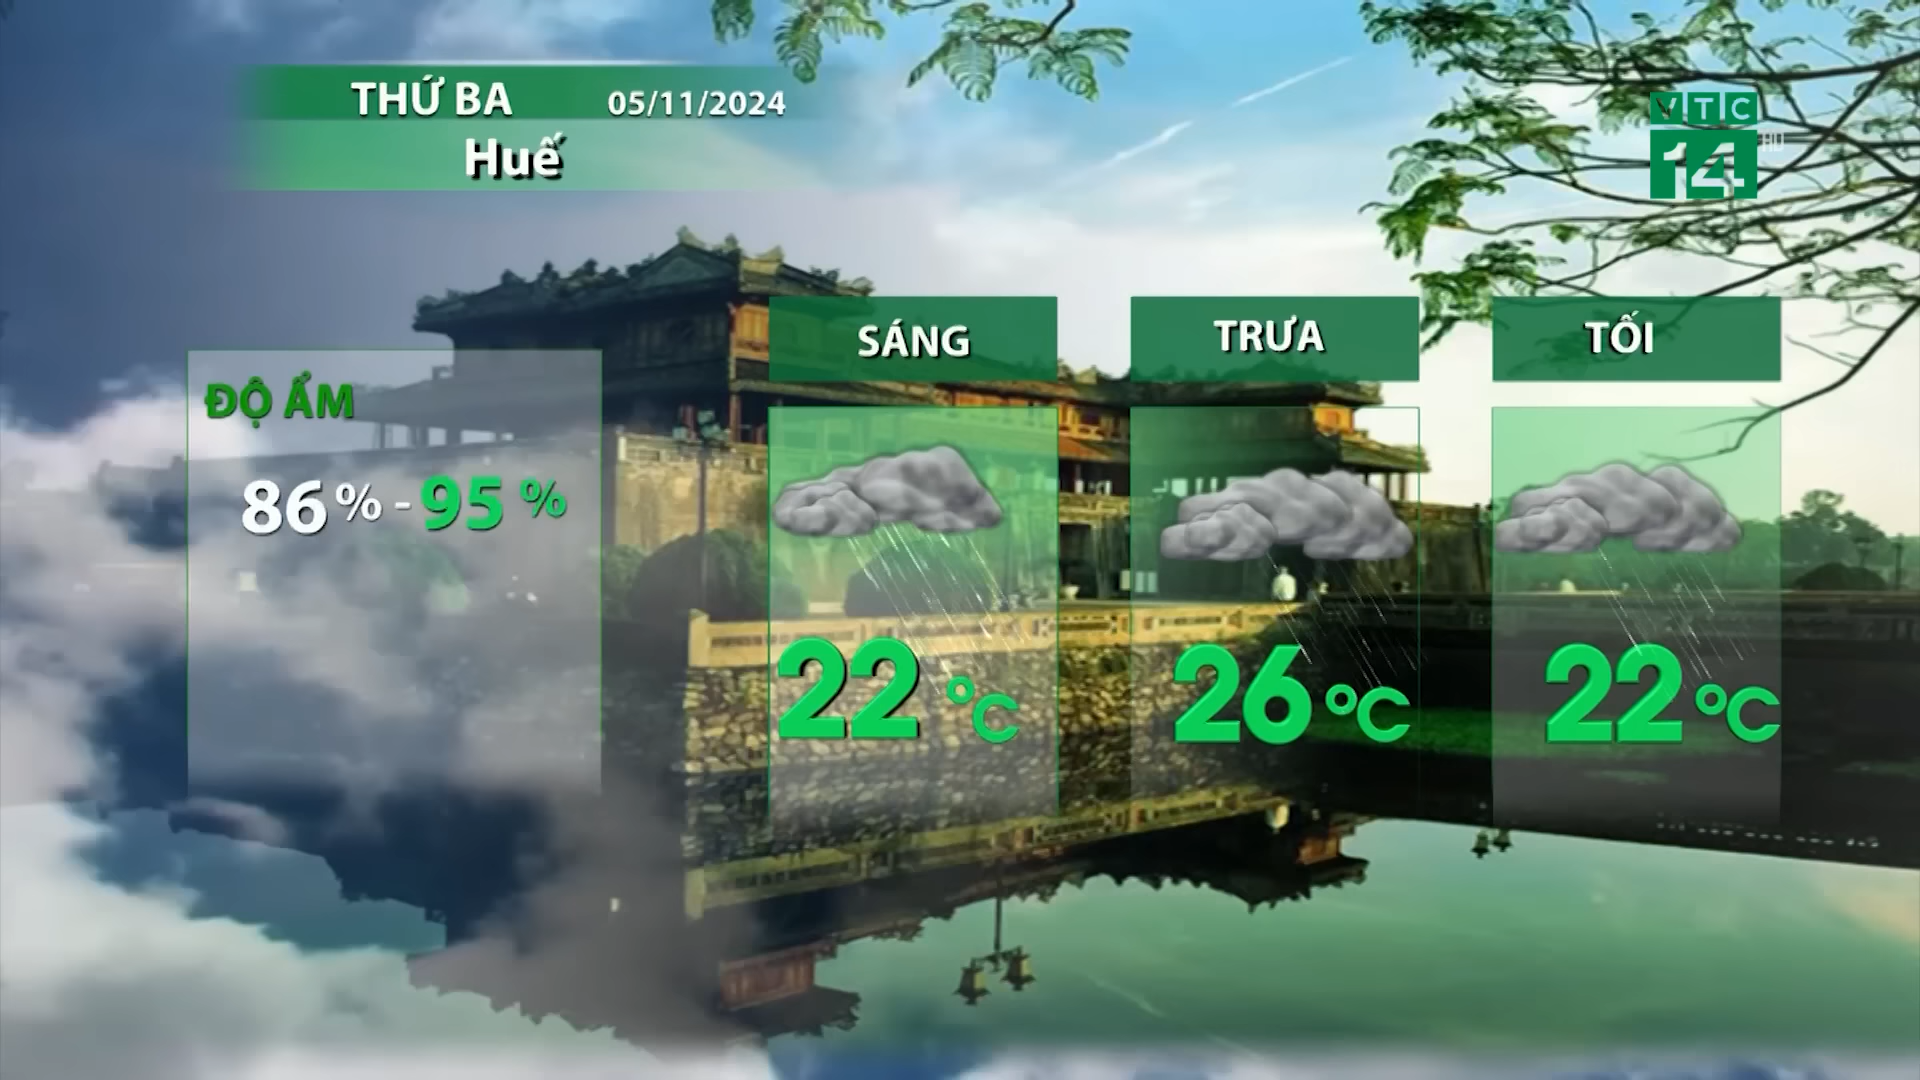 THỨ BA 05/11/2024
Huế
VTC
14 HD
ĐỘ ẨM
86% - 95%
SÁNG
TRƯA
TỐI
22 °C
26 °C
22 °C